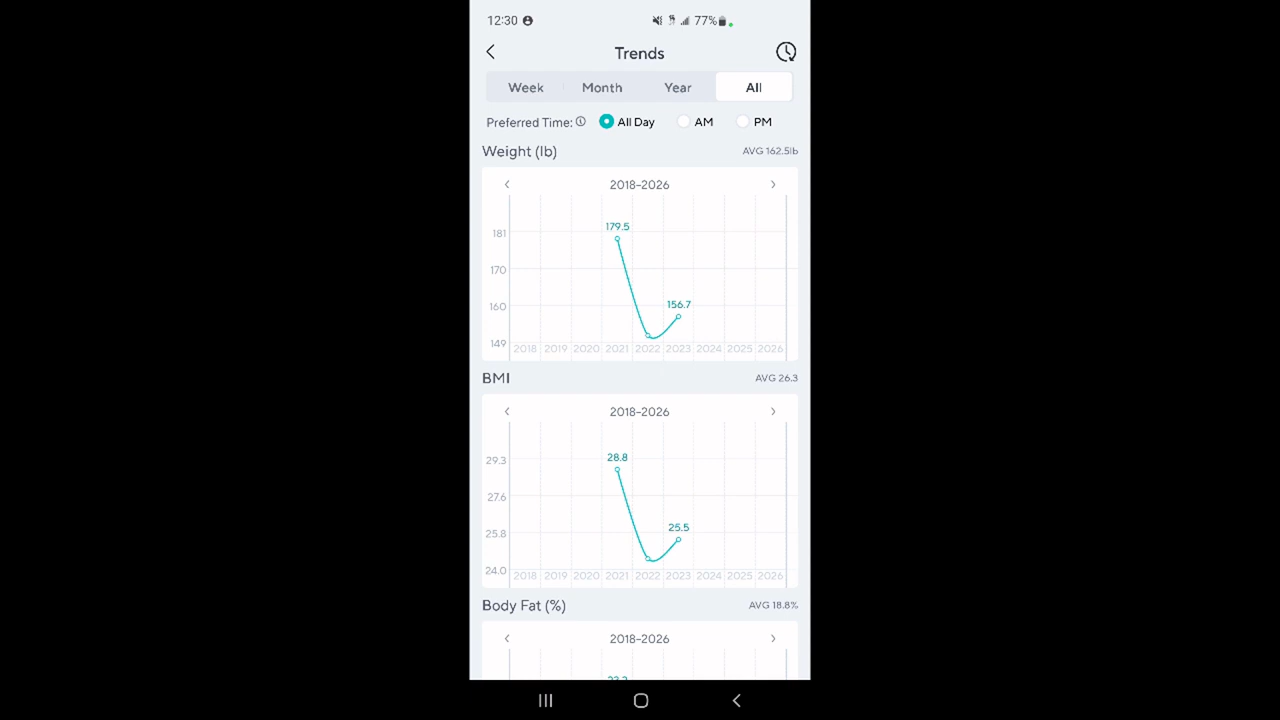 12:30 77%
Trends
Week Month Year All
Preferred Time: All Day AM PM
Weight (lb) AVG 162.5lb
2018-2026
179.5
181
170
156.7
160
149
2018 2019 2020 2021 2022 2023 2024 2025 2026
BMI AVG 26.3
2018-2026
28.8
29.3
27.6
25.5
25.8
24.0
2018 2019 2020 2021 2022 2023 2024 2025 2026
Body Fat (%) AVG 18.8%
2018-2026